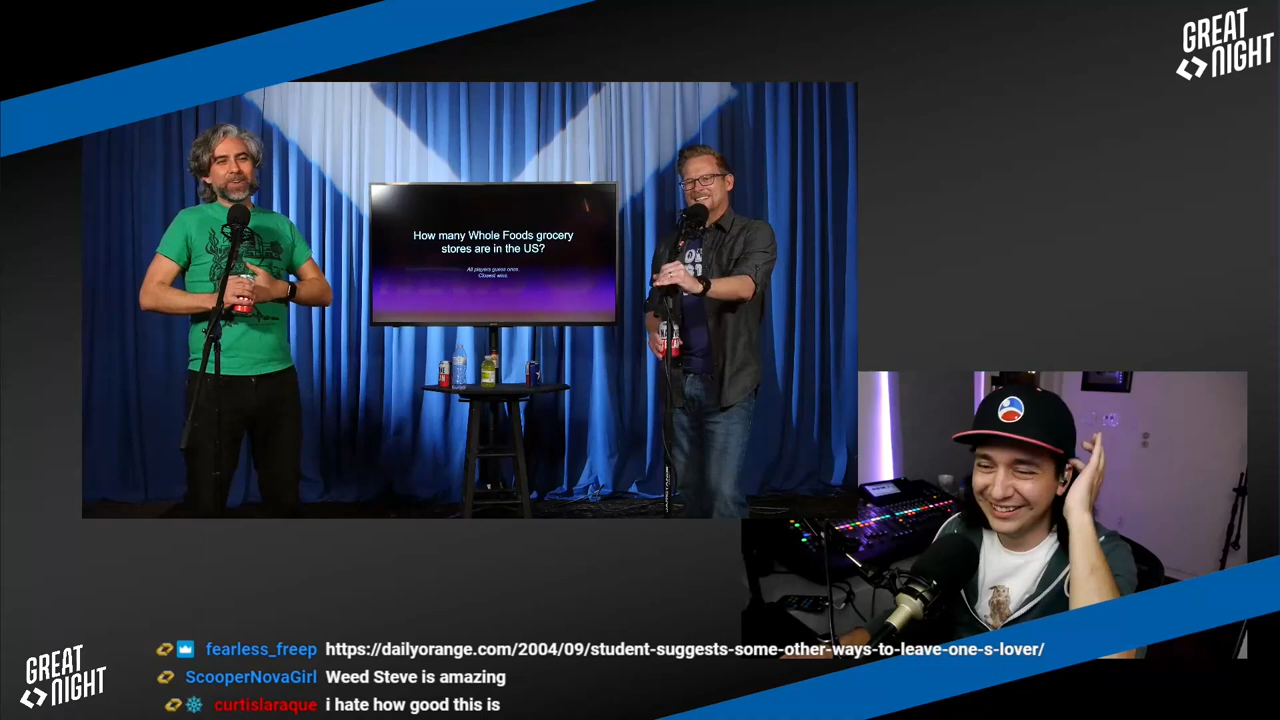 GREAT
NIGHT
How many Whole Foods grocery
stores are in the US?
All players guess once.
Closest wins.
GREAT
NIGHT
fearless_freep https://dailyorange.com/2004/09/student-suggests-some-other-ways-to-leave-one-s-lover/
ScooperNovaGirl Weed Steve is amazing
curtislaraque i hate how good this is